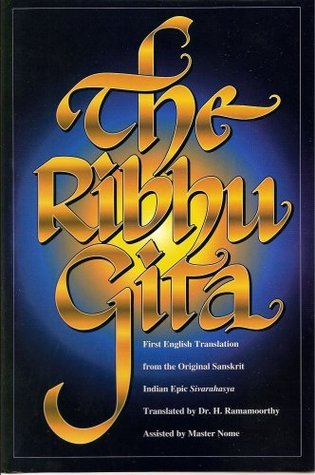 The
Ribhu
Gita
First English Translation
from the Original Sanskrit
Indian Epic Sivarahasya
Translated by Dr. H. Ramamoorthy
Assisted by Master Nome